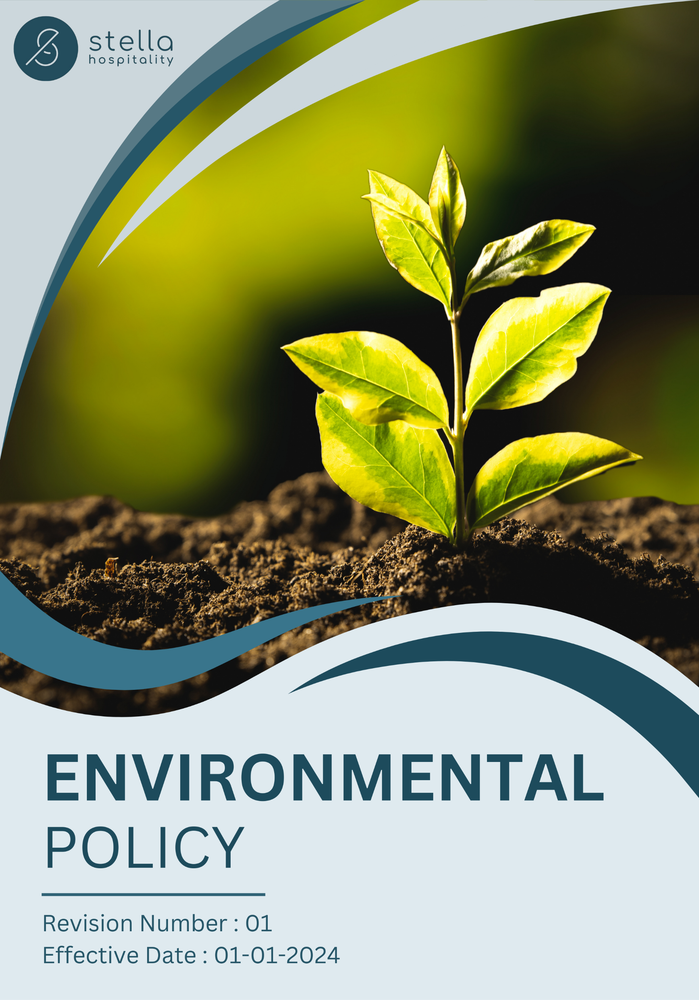 stella
hospitality
ENVIRONMENTAL
POLICY
Revision Number : 01
Effective Date : 01-01-2024